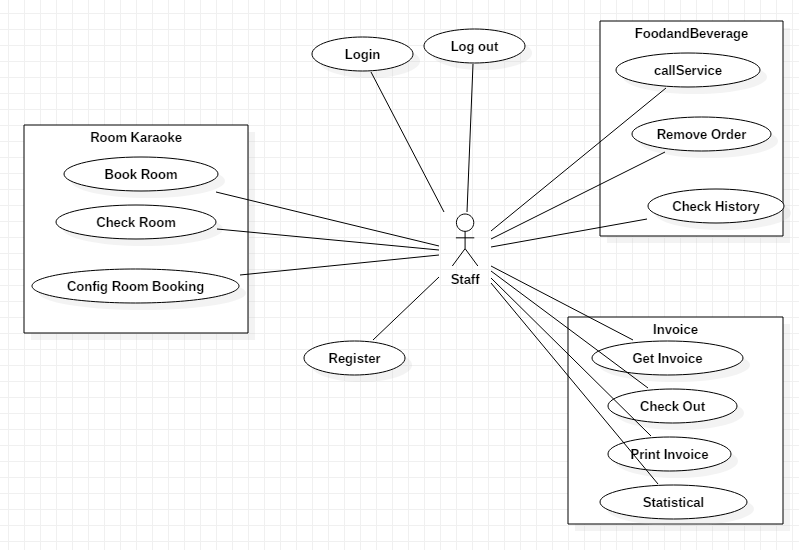 Login
Log out
FoodandBeverage
callService
Remove Order
Check History
Room Karaoke
Book Room
Check Room
Config Room Booking
Staff
Register
Invoice
Get Invoice
Check Out
Print Invoice
Statistical